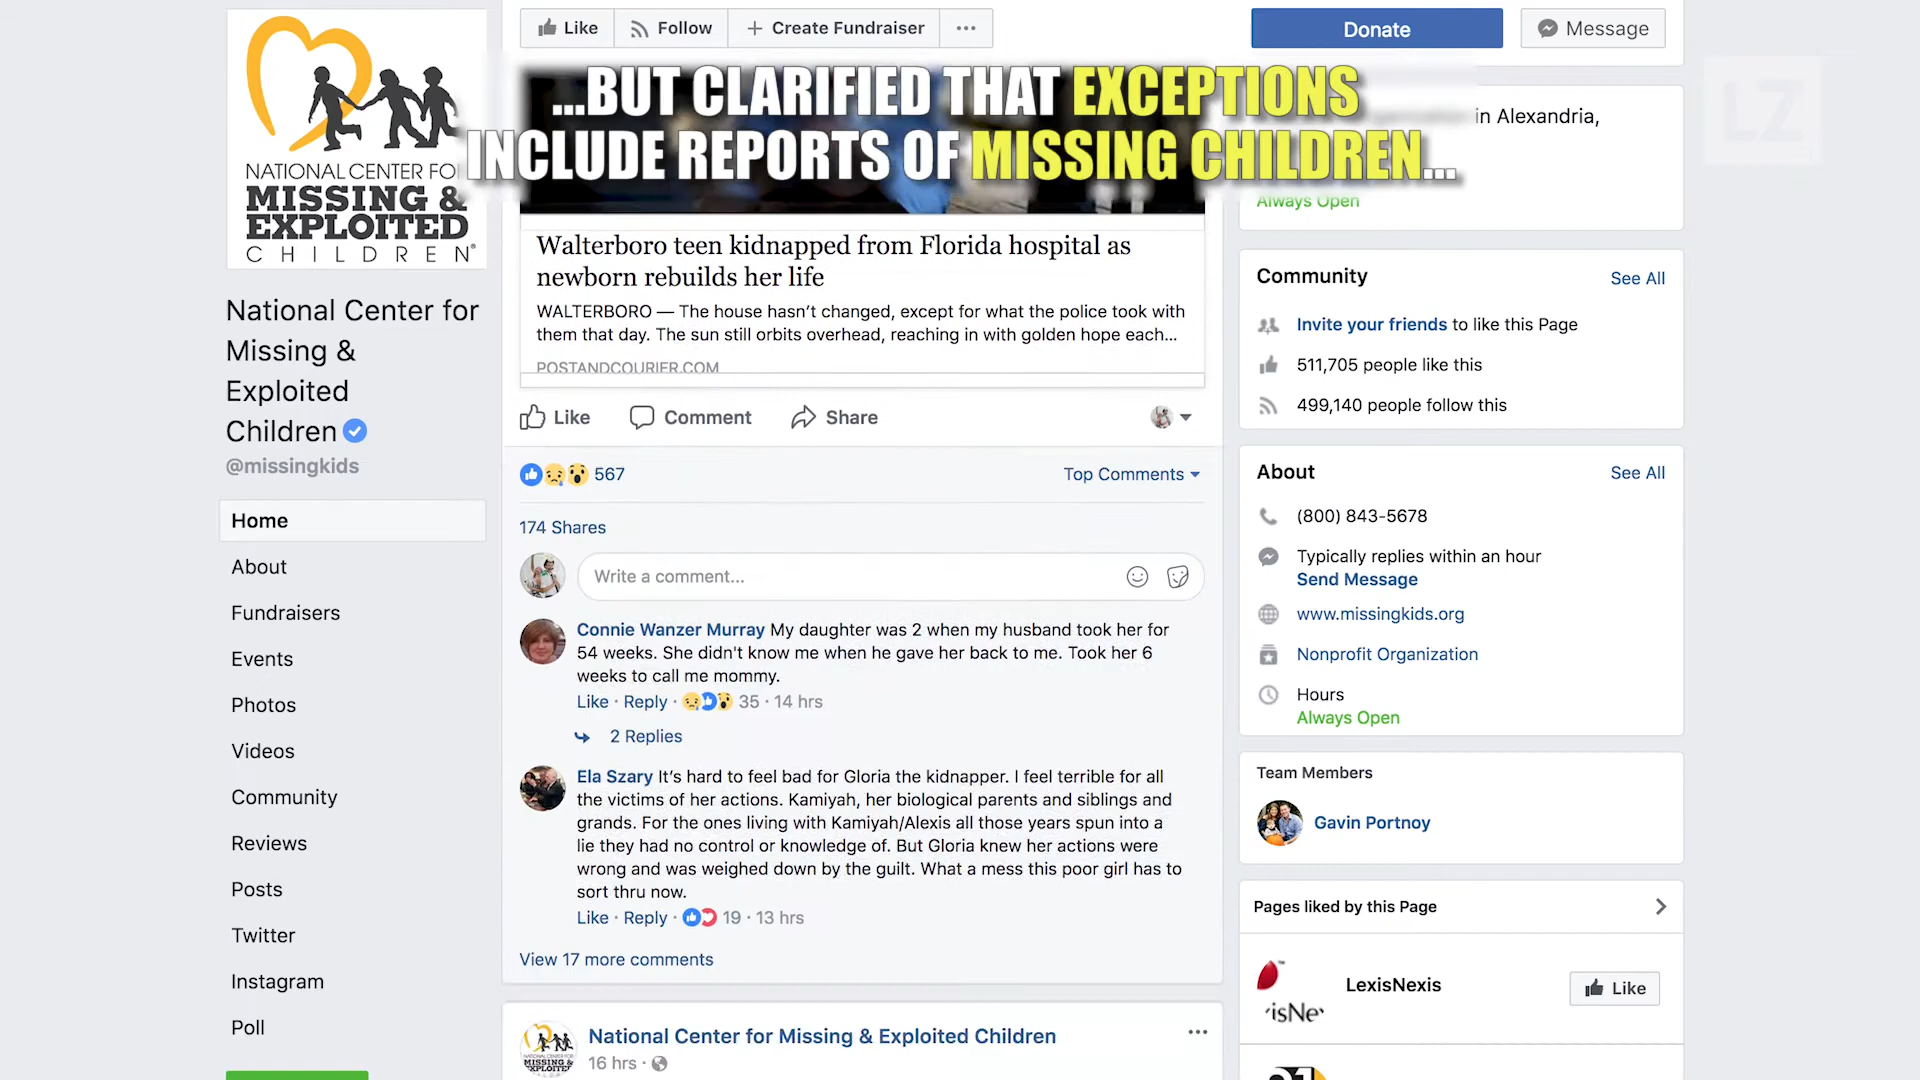 Like
Follow
Create Fundraiser
Donate
Message
LZ
...BUT CLARIFIED THAT EXCEPTIONS
INCLUDE REPORTS OF MISSING CHILDREN...
NATIONAL CENTER FO
MISSING &
EXPLOITED
CHILDREN®
National Center for
Missing &
Exploited
Children
@missingkids
Home
About
Fundraisers
Events
Photos
Videos
Community
Reviews
Posts
Twitter
Instagram
Poll
Walterboro teen kidnapped from Florida hospital as
newborn rebuilds her life
WALTERBORO — The house hasn't changed, except for what the police took with
them that day. The sun still orbits overhead, reaching in with golden hope each...
POSTANDCOURIER.COM
Like
Comment
Share
567
Top Comments
174 Shares
Write a comment...
Connie Wanzer Murray My daughter was 2 when my husband took her for
54 weeks. She didn't know me when he gave her back to me. Took her 6
weeks to call me mommy.
Like · Reply · 35 · 14 hrs
2 Replies
Ela Szary It's hard to feel bad for Gloria the kidnapper. I feel terrible for all
the victims of her actions. Kamiyah, her biological parents and siblings and
grands. For the ones living with Kamiyah/Alexis all those years spun into a
lie they had no control or knowledge of. But Gloria knew her actions were
wrong and was weighed down by the guilt. What a mess this poor girl has to
sort thru now.
Like · Reply · 19 · 13 hrs
View 17 more comments
MISSING &
EXPLOITED
National Center for Missing & Exploited Children
16 hrs ·
in Alexandria,
Always Open
Community
See All
Invite your friends to like this Page
511,705 people like this
499,140 people follow this
About
See All
(800) 843-5678
Typically replies within an hour
Send Message
www.missingkids.org
Nonprofit Organization
Hours
Always Open
Team Members
Gavin Portnoy
Pages liked by this Page
isNe
LexisNexis
Like